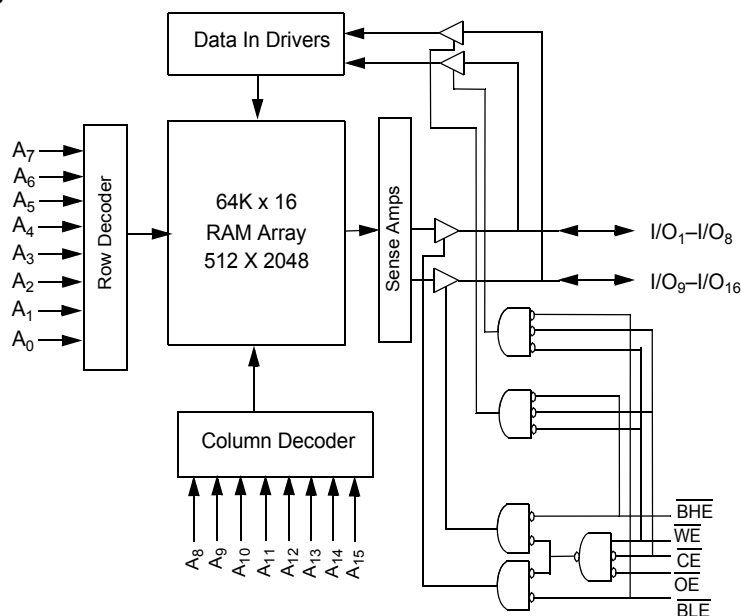 Data In Drivers
A7
A6
A5
A4
A3
A2
A1
A0
Row Decoder
64K x 16
RAM Array
512 X 2048
Sense Amps
I/O1–I/O8
I/O9–I/O16
Column Decoder
A8
A9
A10
A11
A12
A13
A14
A15
BHE
WE
CE
OE
BLE